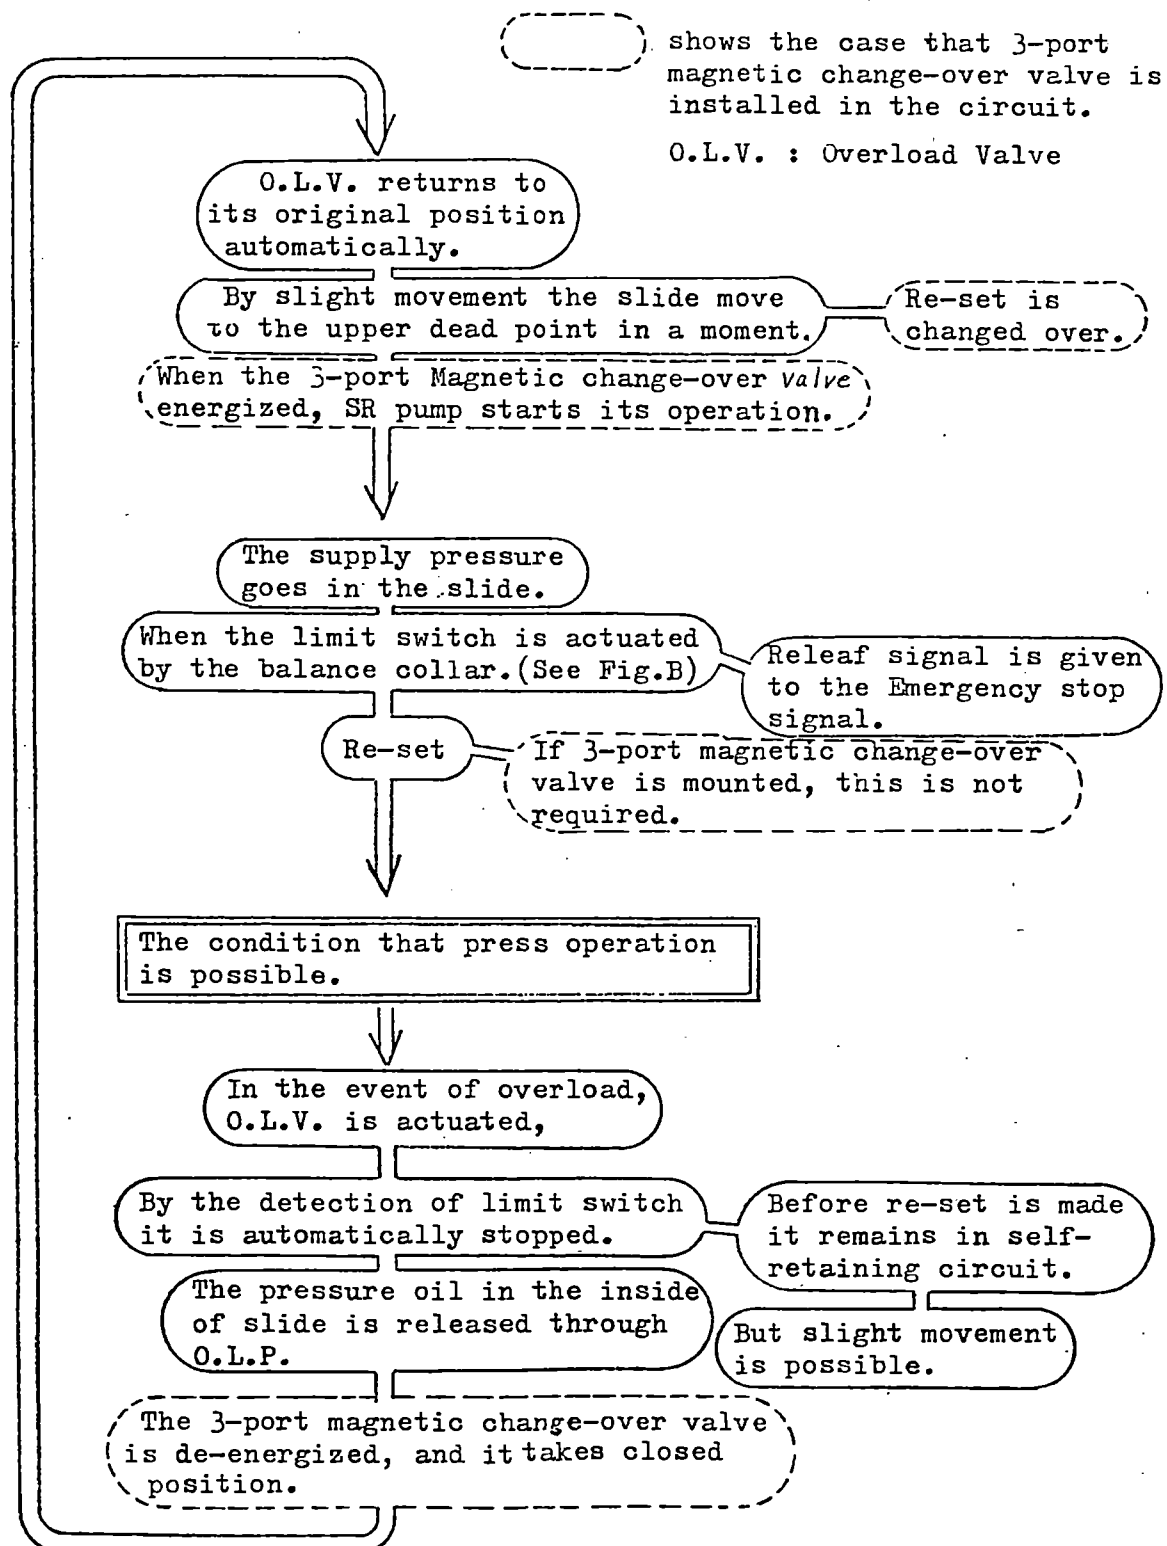 shows the case that 3-port
magnetic change-over valve is
installed in the circuit.
O.L.V. : Overload Valve
O.L.V. returns to
its original position
automatically.
By slight movement the slide move
to the upper dead point in a moment.
Re-set is
changed over.
When the 3-port Magnetic change-over valve
energized, SR pump starts its operation.
The supply pressure
goes in the slide.
When the limit switch is actuated
by the balance collar.(See Fig.B)
Releaf signal is given
to the Emergency stop
signal.
Re-set
If 3-port magnetic change-over
valve is mounted, this is not
required.
The condition that press operation
is possible.
In the event of overload,
O.L.V. is actuated,
By the detection of limit switch
it is automatically stopped.
Before re-set is made
it remains in self-
retaining circuit.
The pressure oil in the inside
of slide is released through
O.L.P.
But slight movement
is possible.
The 3-port magnetic change-over valve
is de-energized, and it takes closed
position.